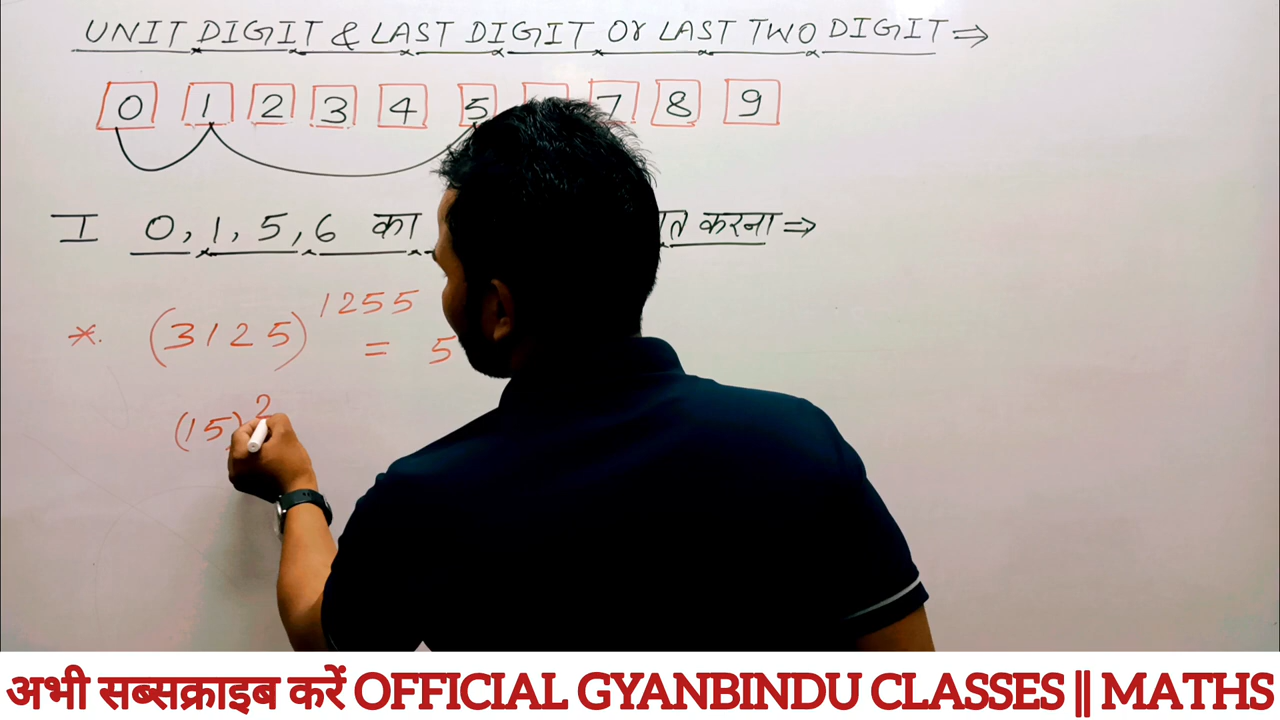 UNIT DIGIT & LAST DIGIT Or LAST TWO DIGIT ⇒
0 1 2 3 4 5 7 8 9
I 0, 1, 5, 6 का करना ⇒
*. (3125)^1255 = 5
(15)^2
अभी सब्सक्राइब करें OFFICIAL GYANBINDU CLASSES || MATHS